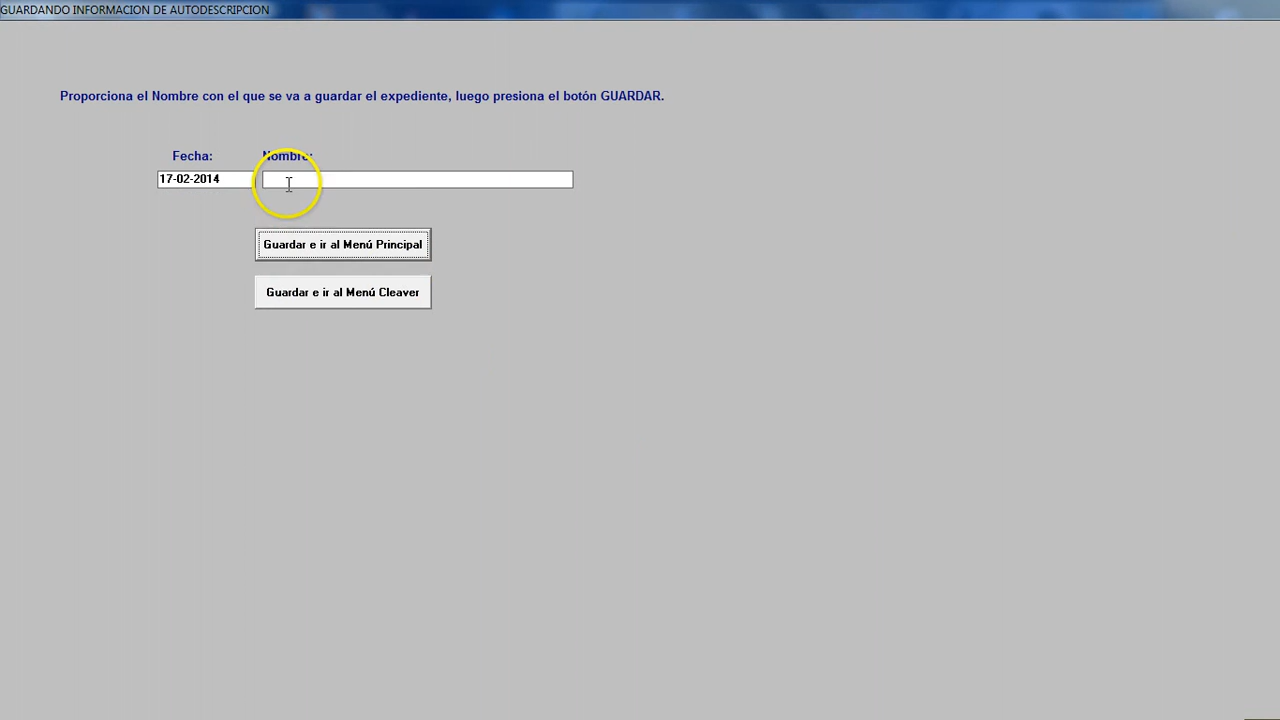 GUARDANDO INFORMACION DE AUTODESCRIPCION
Proporciona el Nombre con el que se va a guardar el expediente, luego presiona el botón GUARDAR.
Fecha: Nombre:
17-02-2014
Guardar e ir al Menú Principal
Guardar e ir al Menú Cleaver